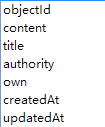 objectId
content
title
authority
own
createdAt
updatedAt